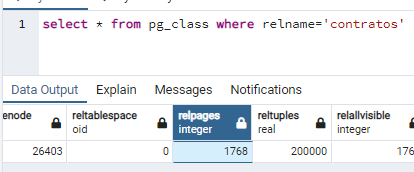 1 select * from pg_class where relname='contratos'
Data Output Explain Messages Notifications
enode reltablespace relpages reltuples relallvisible
oid integer real integer
26403 0 1768 200000 176